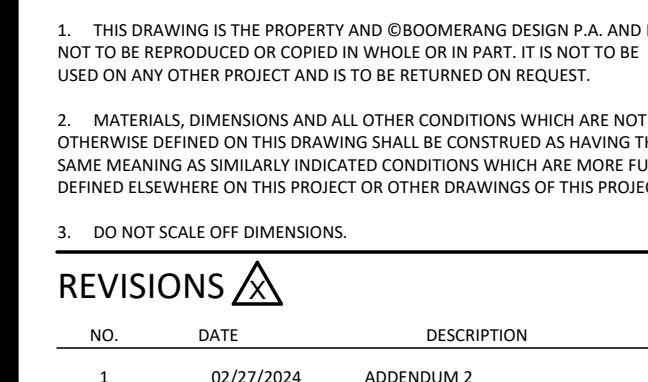 1. THIS DRAWING IS THE PROPERTY AND ©BOOMERANG DESIGN P.A. AND
NOT TO BE REPRODUCED OR COPIED IN WHOLE OR IN PART. IT IS NOT TO BE
USED ON ANY OTHER PROJECT AND IS TO BE RETURNED ON REQUEST.
2. MATERIALS, DIMENSIONS AND ALL OTHER CONDITIONS WHICH ARE NOT
OTHERWISE DEFINED ON THIS DRAWING SHALL BE CONSTRUED AS HAVING
SAME MEANING AS SIMILARLY INDICATED CONDITIONS WHICH ARE MORE
DEFINED ELSEWHERE ON THIS PROJECT OR OTHER DRAWINGS OF THIS
3. DO NOT SCALE OFF DIMENSIONS.
REVISIONS X
NO. DATE DESCRIPTION
1 02/27/2024 ADDENDUM 2